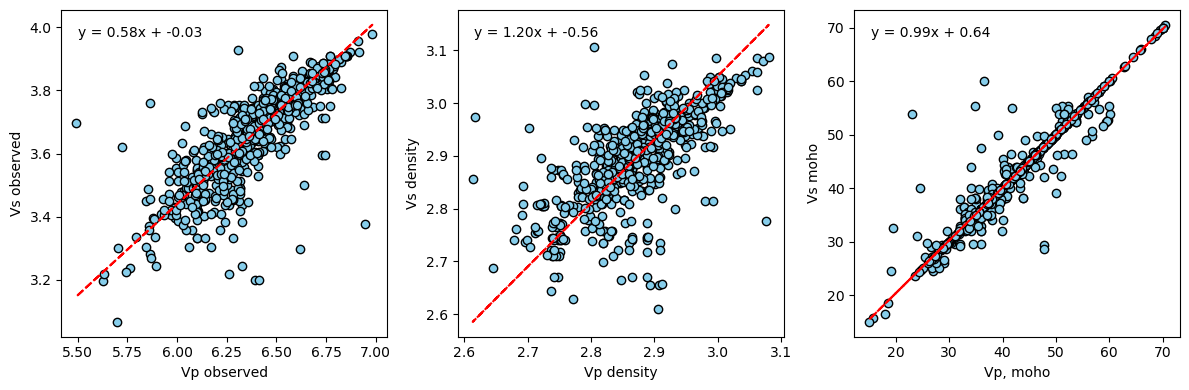 y = 0.58x + -0.03
4.0
3.8
3.6
3.4
3.2
Vs observed
5.50 5.75 6.00 6.25 6.50 6.75 7.00
Vp observed
y = 1.20x + -0.56
3.1
3.0
2.9
2.8
2.7
2.6
Vs density
2.6 2.7 2.8 2.9 3.0 3.1
Vp density
y = 0.99x + 0.64
70
60
50
40
30
20
Vs moho
20 30 40 50 60 70
Vp, moho